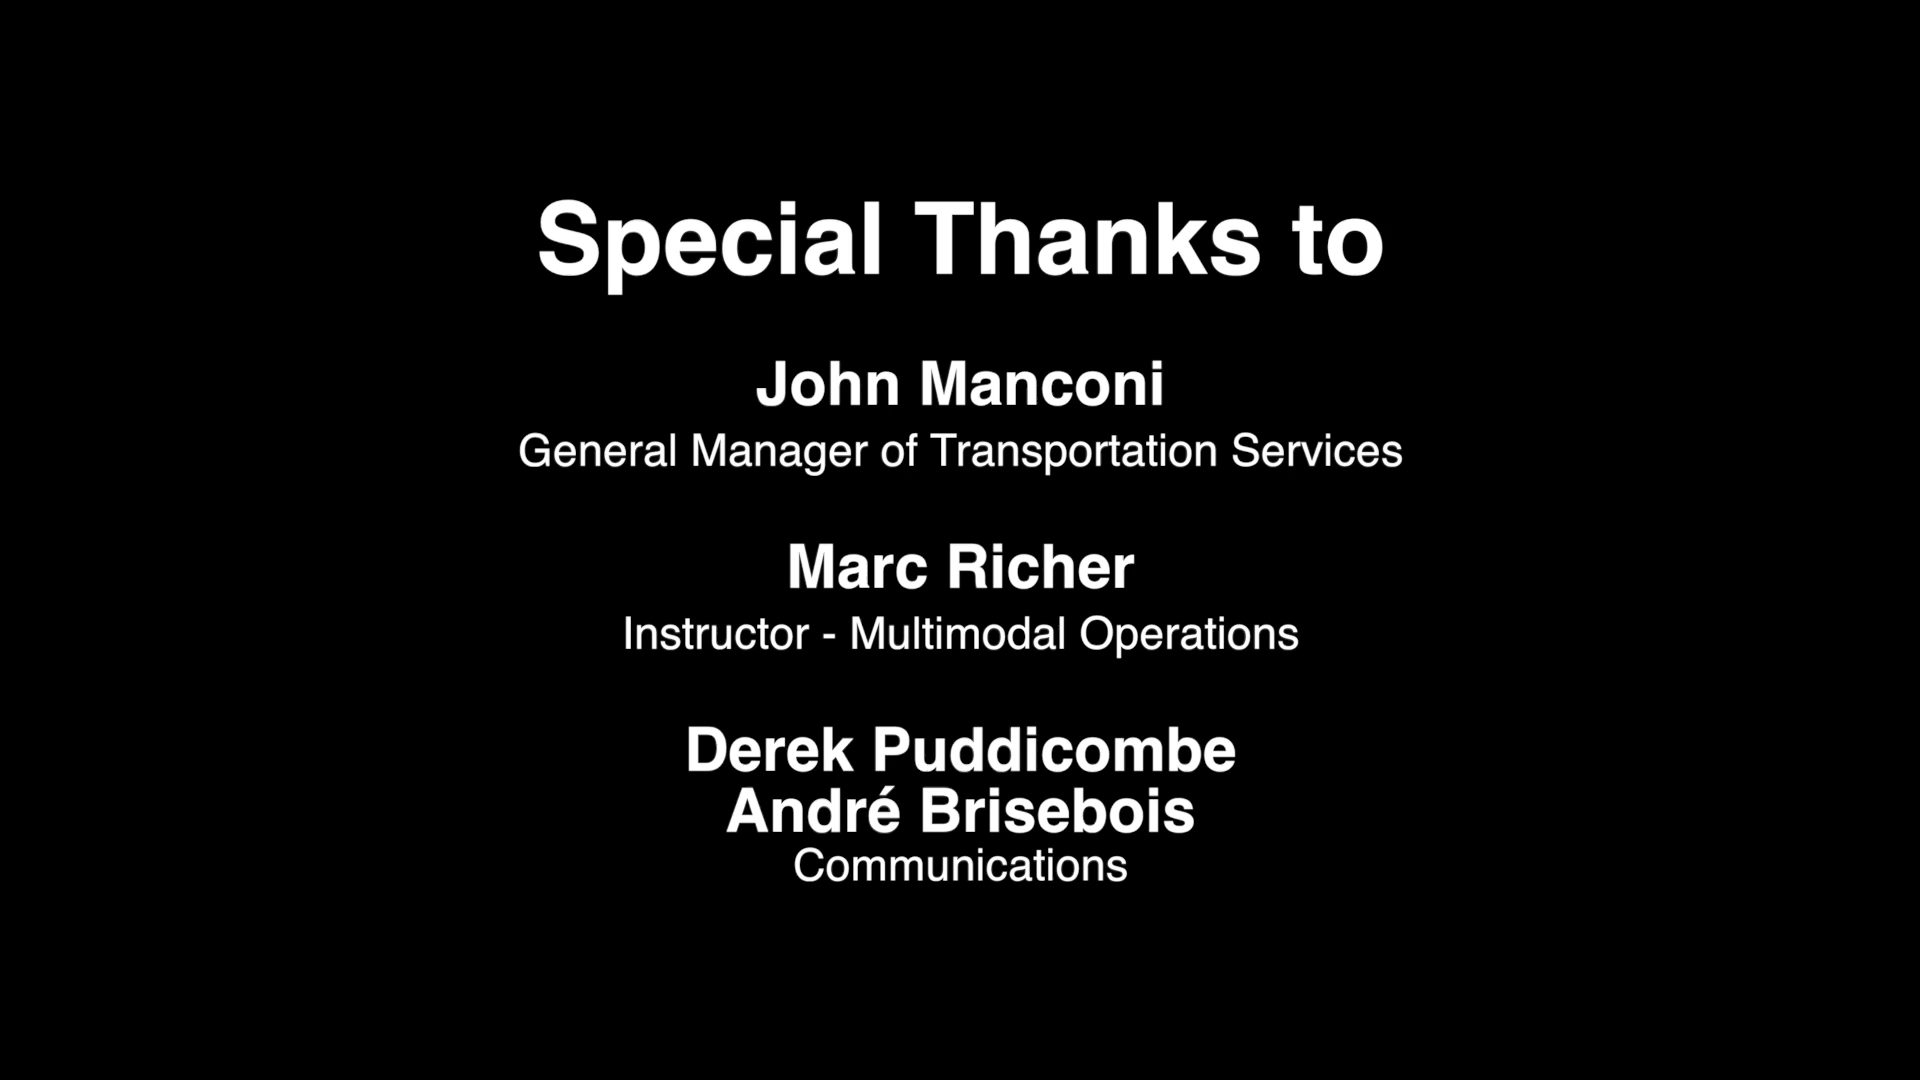 Special Thanks to
John Manconi
General Manager of Transportation Services
Marc Richer
Instructor - Multimodal Operations
Derek Puddicombe
André Brisebois
Communications